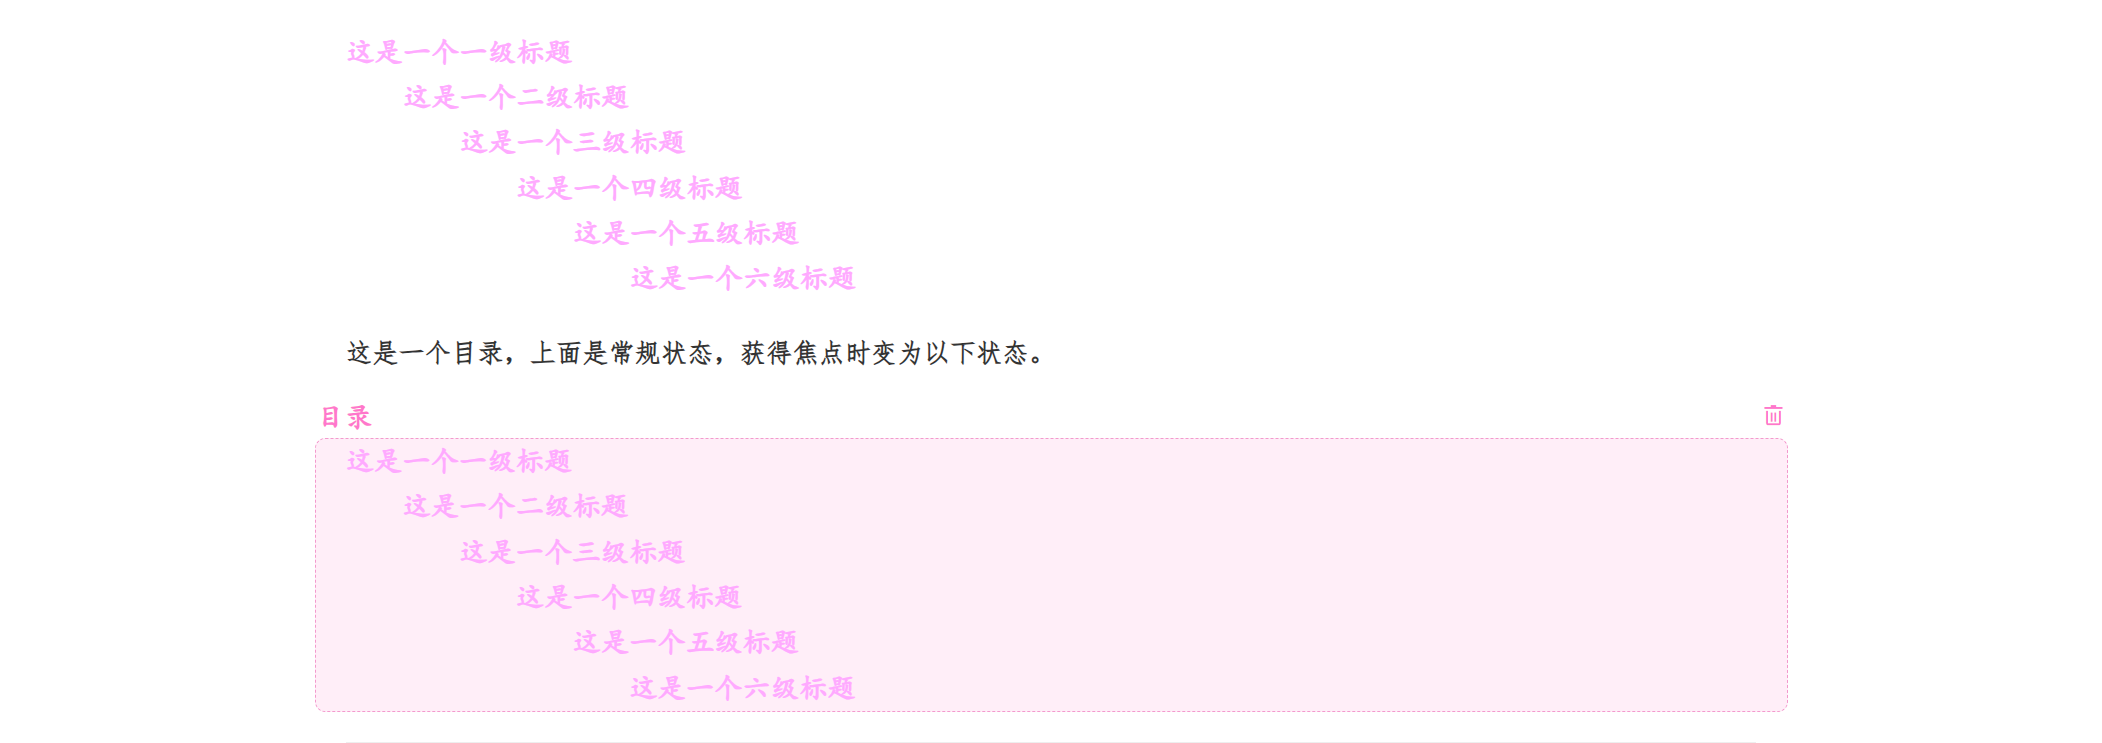 这是一个一级标题
这是一个二级标题
这是一个三级标题
这是一个四级标题
这是一个五级标题
这是一个六级标题
这是一个目录，上面是常规状态，获得焦点时变为以下状态。
目录
这是一个一级标题
这是一个二级标题
这是一个三级标题
这是一个四级标题
这是一个五级标题
这是一个六级标题